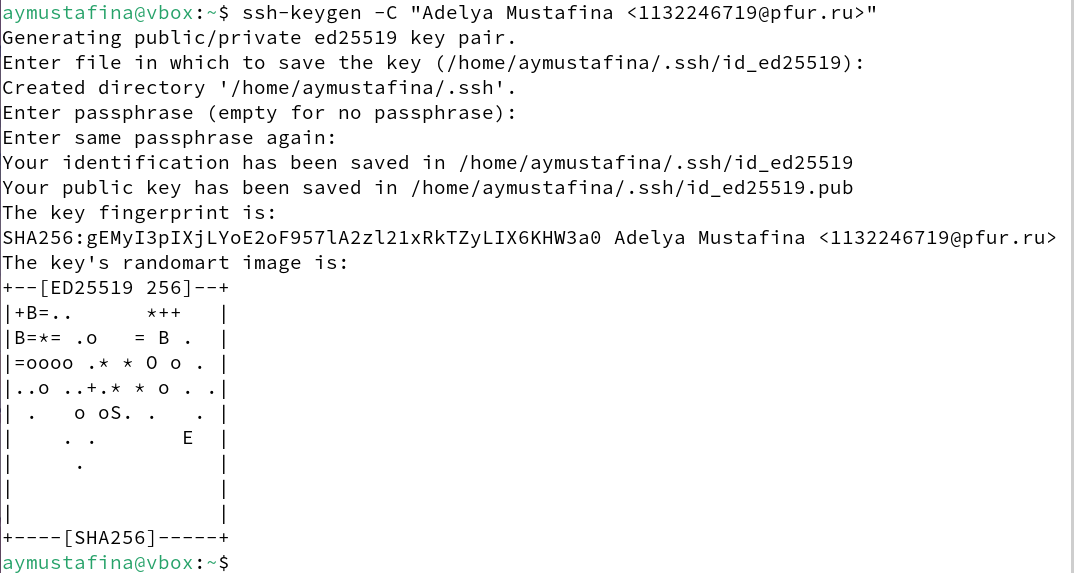 aymustafina@vbox:~$ ssh-keygen -C "Adelya Mustafina <1132246719@pfur.ru>"
Generating public/private ed25519 key pair.
Enter file in which to save the key (/home/aymustafina/.ssh/id_ed25519):
Created directory '/home/aymustafina/.ssh'.
Enter passphrase (empty for no passphrase):
Enter same passphrase again:
Your identification has been saved in /home/aymustafina/.ssh/id_ed25519
Your public key has been saved in /home/aymustafina/.ssh/id_ed25519.pub
The key fingerprint is:
SHA256:gEMyI3pIXjLYoE2oF957lA2zl21xRkTZyLIX6KHW3a0 Adelya Mustafina <1132246719@pfur.ru>
The key's randomart image is:
+--[ED25519 256]--+
|+B=..      *++   |
|B=*= .o   = B .  |
|=oooo .* * O o . |
|..o ..+.* * o . .|
| .   o oS. .   . |
|    . .       E  |
|     .           |
|                 |
|                 |
+----[SHA256]-----+
aymustafina@vbox:~$